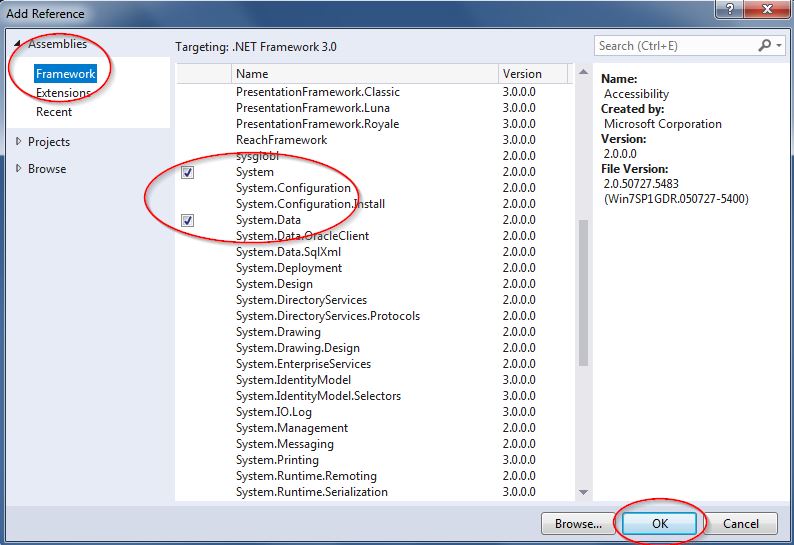 Add Reference
?
Assemblies
Framework
Extensions
Recent
Projects
Browse
Targeting: .NET Framework 3.0
Search (Ctrl+E)
Name Version
PresentationFramework.Classic 3.0.0.0
PresentationFramework.Luna 3.0.0.0
PresentationFramework.Royale 3.0.0.0
ReachFramework 3.0.0.0
sysglobl 2.0.0.0
System 2.0.0.0
System.Configuration 2.0.0.0
System.Configuration.Install 2.0.0.0
System.Data 2.0.0.0
System.Data.OracleClient 2.0.0.0
System.Data.SqlXml 2.0.0.0
System.Deployment 2.0.0.0
System.Design 2.0.0.0
System.DirectoryServices 2.0.0.0
System.DirectoryServices.Protocols 2.0.0.0
System.Drawing 2.0.0.0
System.Drawing.Design 2.0.0.0
System.EnterpriseServices 2.0.0.0
System.IdentityModel 3.0.0.0
System.IdentityModel.Selectors 3.0.0.0
System.IO.Log 3.0.0.0
System.Management 2.0.0.0
System.Messaging 2.0.0.0
System.Printing 3.0.0.0
System.Runtime.Remoting 2.0.0.0
System.Runtime.Serialization 3.0.0.0
Name:
Accessibility
Created by:
Microsoft Corporation
Version:
2.0.0.0
File Version:
2.0.50727.5483
(Win7SP1GDR.050727-5400)
Browse... OK Cancel